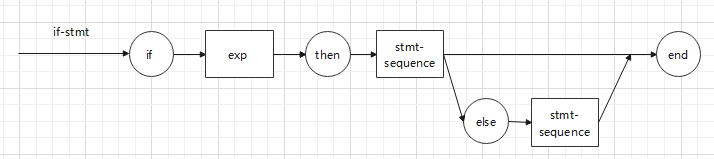 if-stmt
if
exp
then
stmt-
sequence
end
else
stmt-
sequence